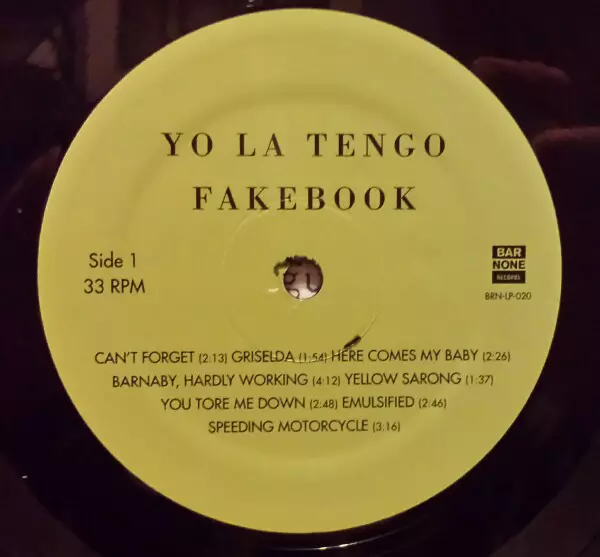 YO LA TENGO
FAKEBOOK
Side 1
33 RPM
BAR
NONE
RECORDS
BRN-LP-020
CAN'T FORGET (2:13) GRISELDA (1:54) HERE COMES MY BABY (2:26)
BARNABY, HARDLY WORKING (4:12) YELLOW SARONG (1:37)
YOU TORE ME DOWN (2:48) EMULSIFIED (2:46)
SPEEDING MOTORCYCLE (3:16)